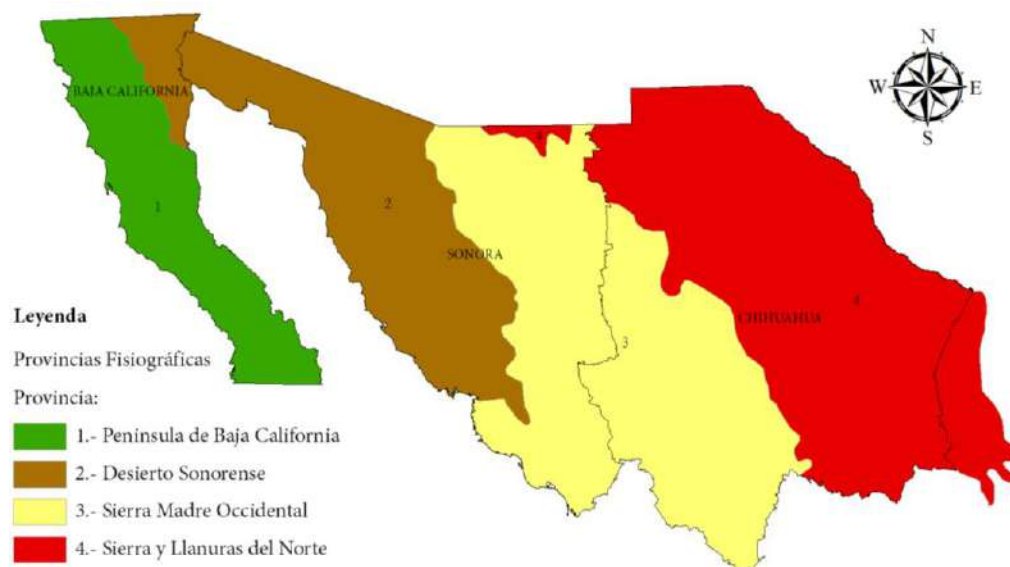 N
W E
S
BAJA CALIFORNIA
1
2
SONORA
3
4
CHIHUAHUA
4
Leyenda
Provincias Fisiográficas
Provincia:
1.- Península de Baja California
2.- Desierto Sonorense
3.- Sierra Madre Occidental
4.- Sierra y Llanuras del Norte